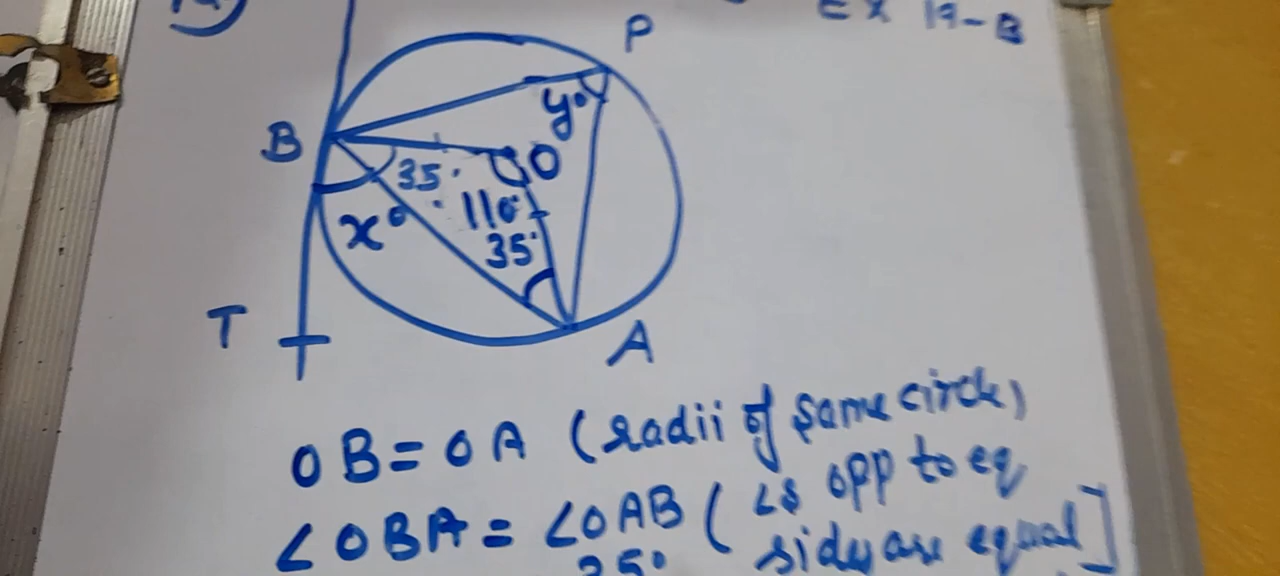 EX 19-B
P
B
y°
O
35°
x°
110°
35°
T
A
OB = OA (radii of same circle)
∠OBA = ∠OAB (∠s opp to eq
sides are equal]
35°